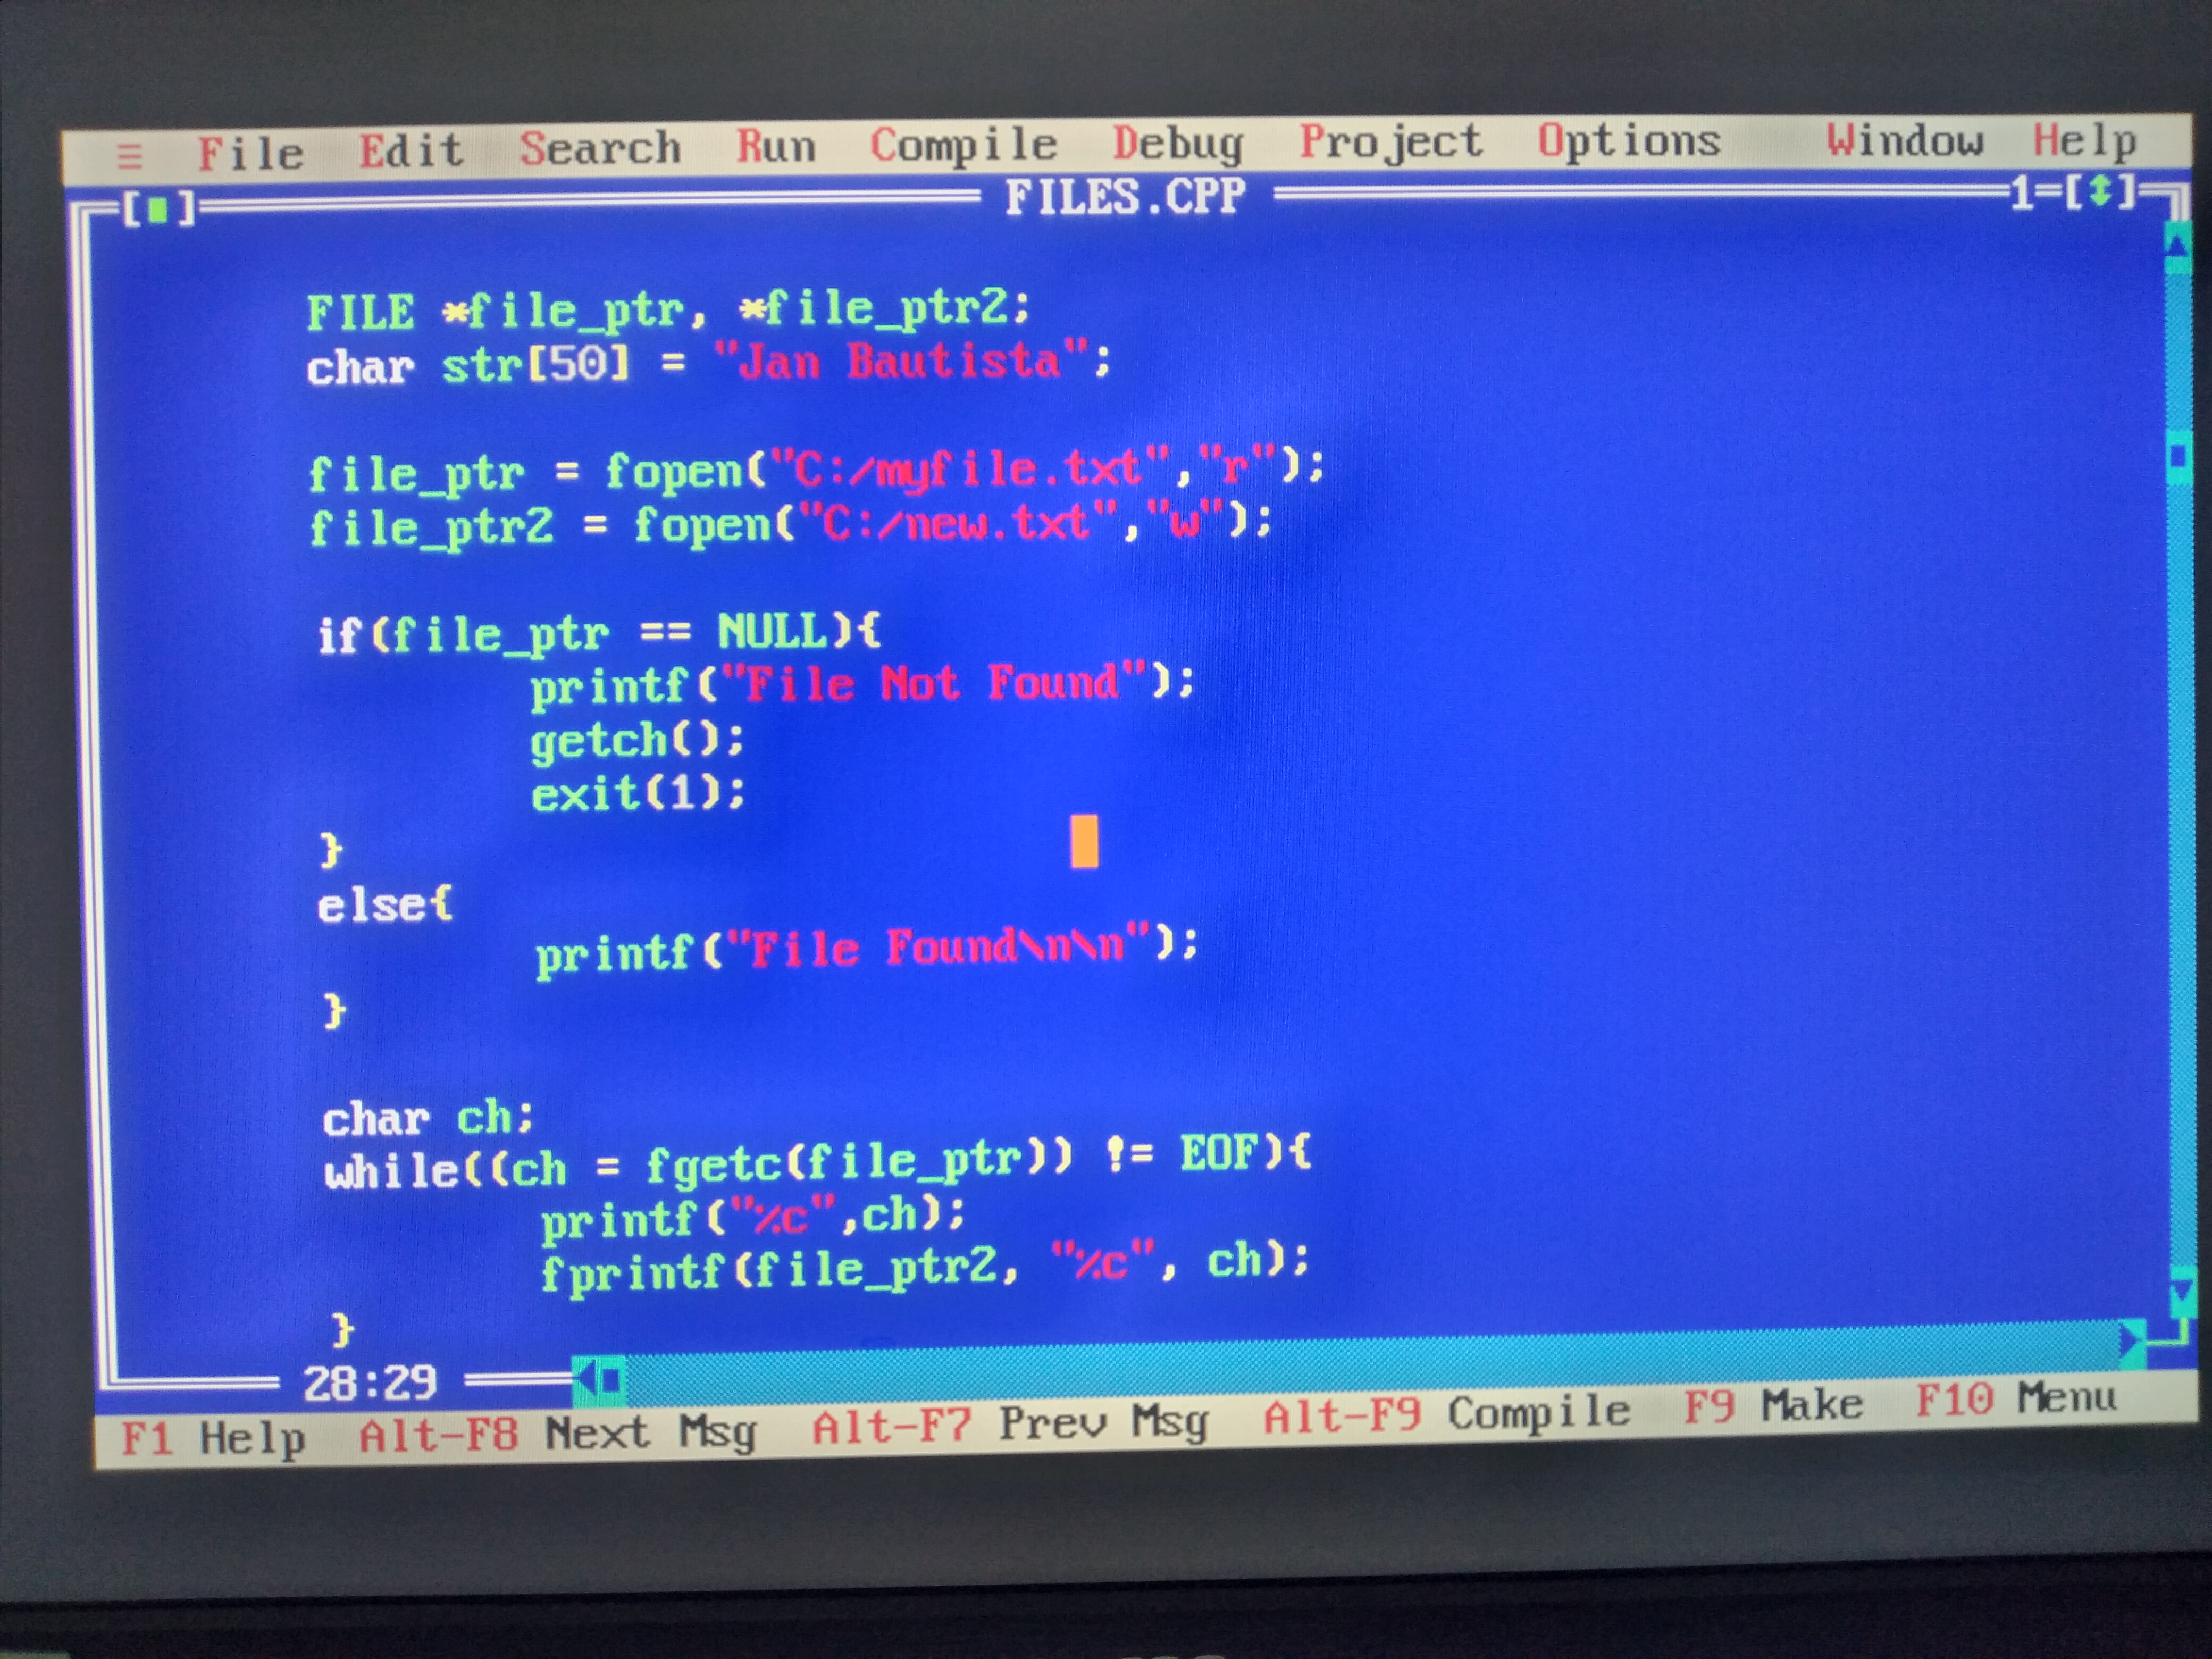 ≡ File Edit Search Run Compile Debug Project Options Window Help
[■] FILES.CPP 1=[↕]
FILE *file_ptr, *file_ptr2;
char str[50] = "Jan Bautista";
file_ptr = fopen("C:/myfile.txt","r");
file_ptr2 = fopen("C:/new.txt","w");
if(file_ptr == NULL){
printf("File Not Found");
getch();
exit(1);
}
else{
printf("File Found\n\n");
}
char ch;
while((ch = fgetc(file_ptr)) != EOF){
printf("%c",ch);
fprintf(file_ptr2, "%c", ch);
}
28:29
F1 Help Alt-F8 Next Msg Alt-F7 Prev Msg Alt-F9 Compile F9 Make F10 Menu